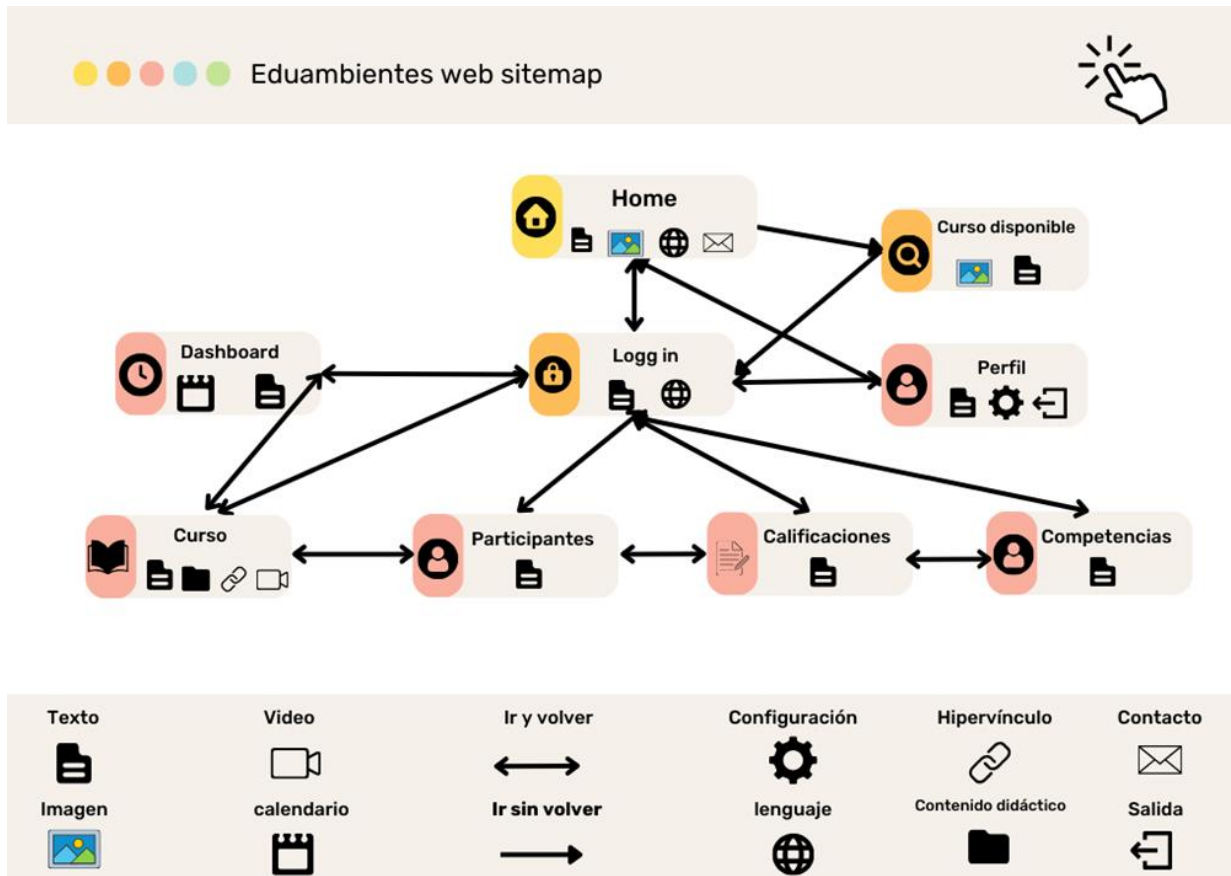 Eduambientes web sitemap
Home
Curso disponible
Dashboard
Logg in
Perfil
Curso
Participantes
Calificaciones
Competencias
Texto
Video
Ir y volver
Configuración
Hipervínculo
Contacto
Imagen
calendario
Ir sin volver
lenguaje
Contenido didáctico
Salida